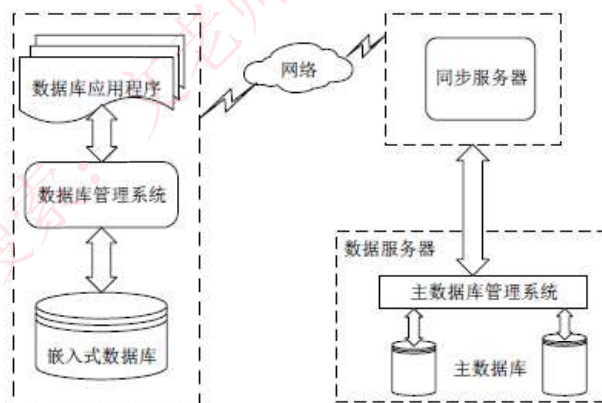 数据库应用程序
数据库管理系统
嵌入式数据库
网络
同步服务器
数据服务器
主数据库管理系统
主数据库